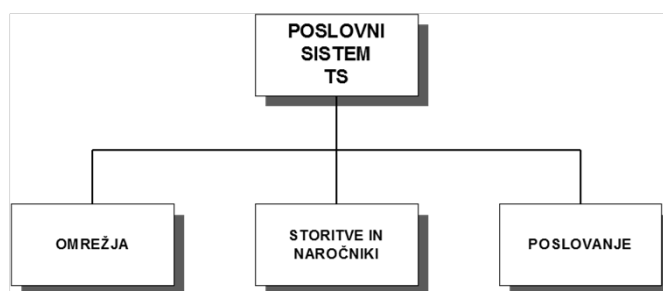 POSLOVNI
SISTEM
TS
OMREŽJA
STORITVE IN
NAROČNIKI
POSLOVANJE